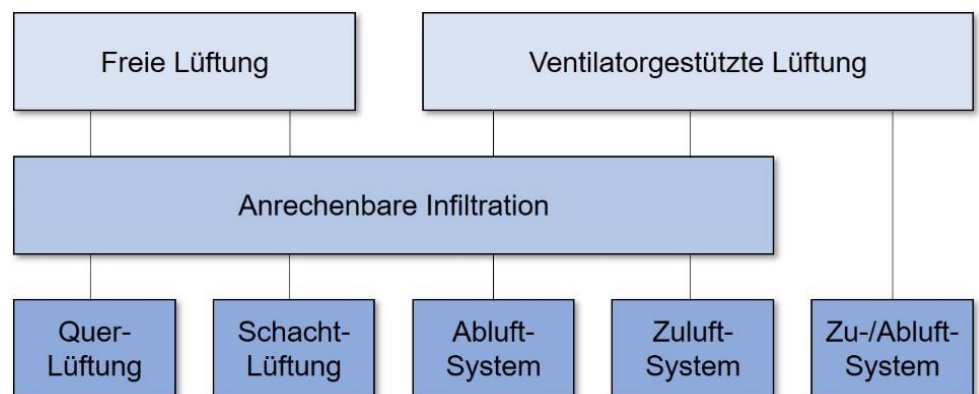 Freie Lüftung
Ventilatorgestützte Lüftung
Anrechenbare Infiltration
Quer-
Lüftung
Schacht-
Lüftung
Abluft-
System
Zuluft-
System
Zu-/Abluft-
System